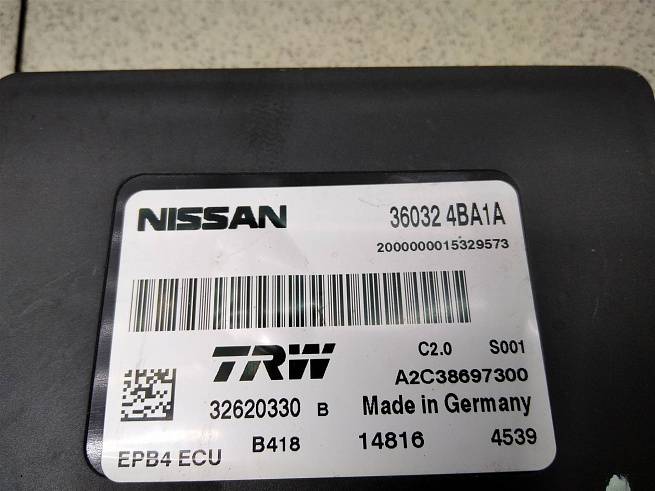 NISSAN 36032 4BA1A
2000000015329573
TRW C2.0 S001
A2C38697300
32620330 B Made in Germany
EPB4 ECU B418 14816 4539